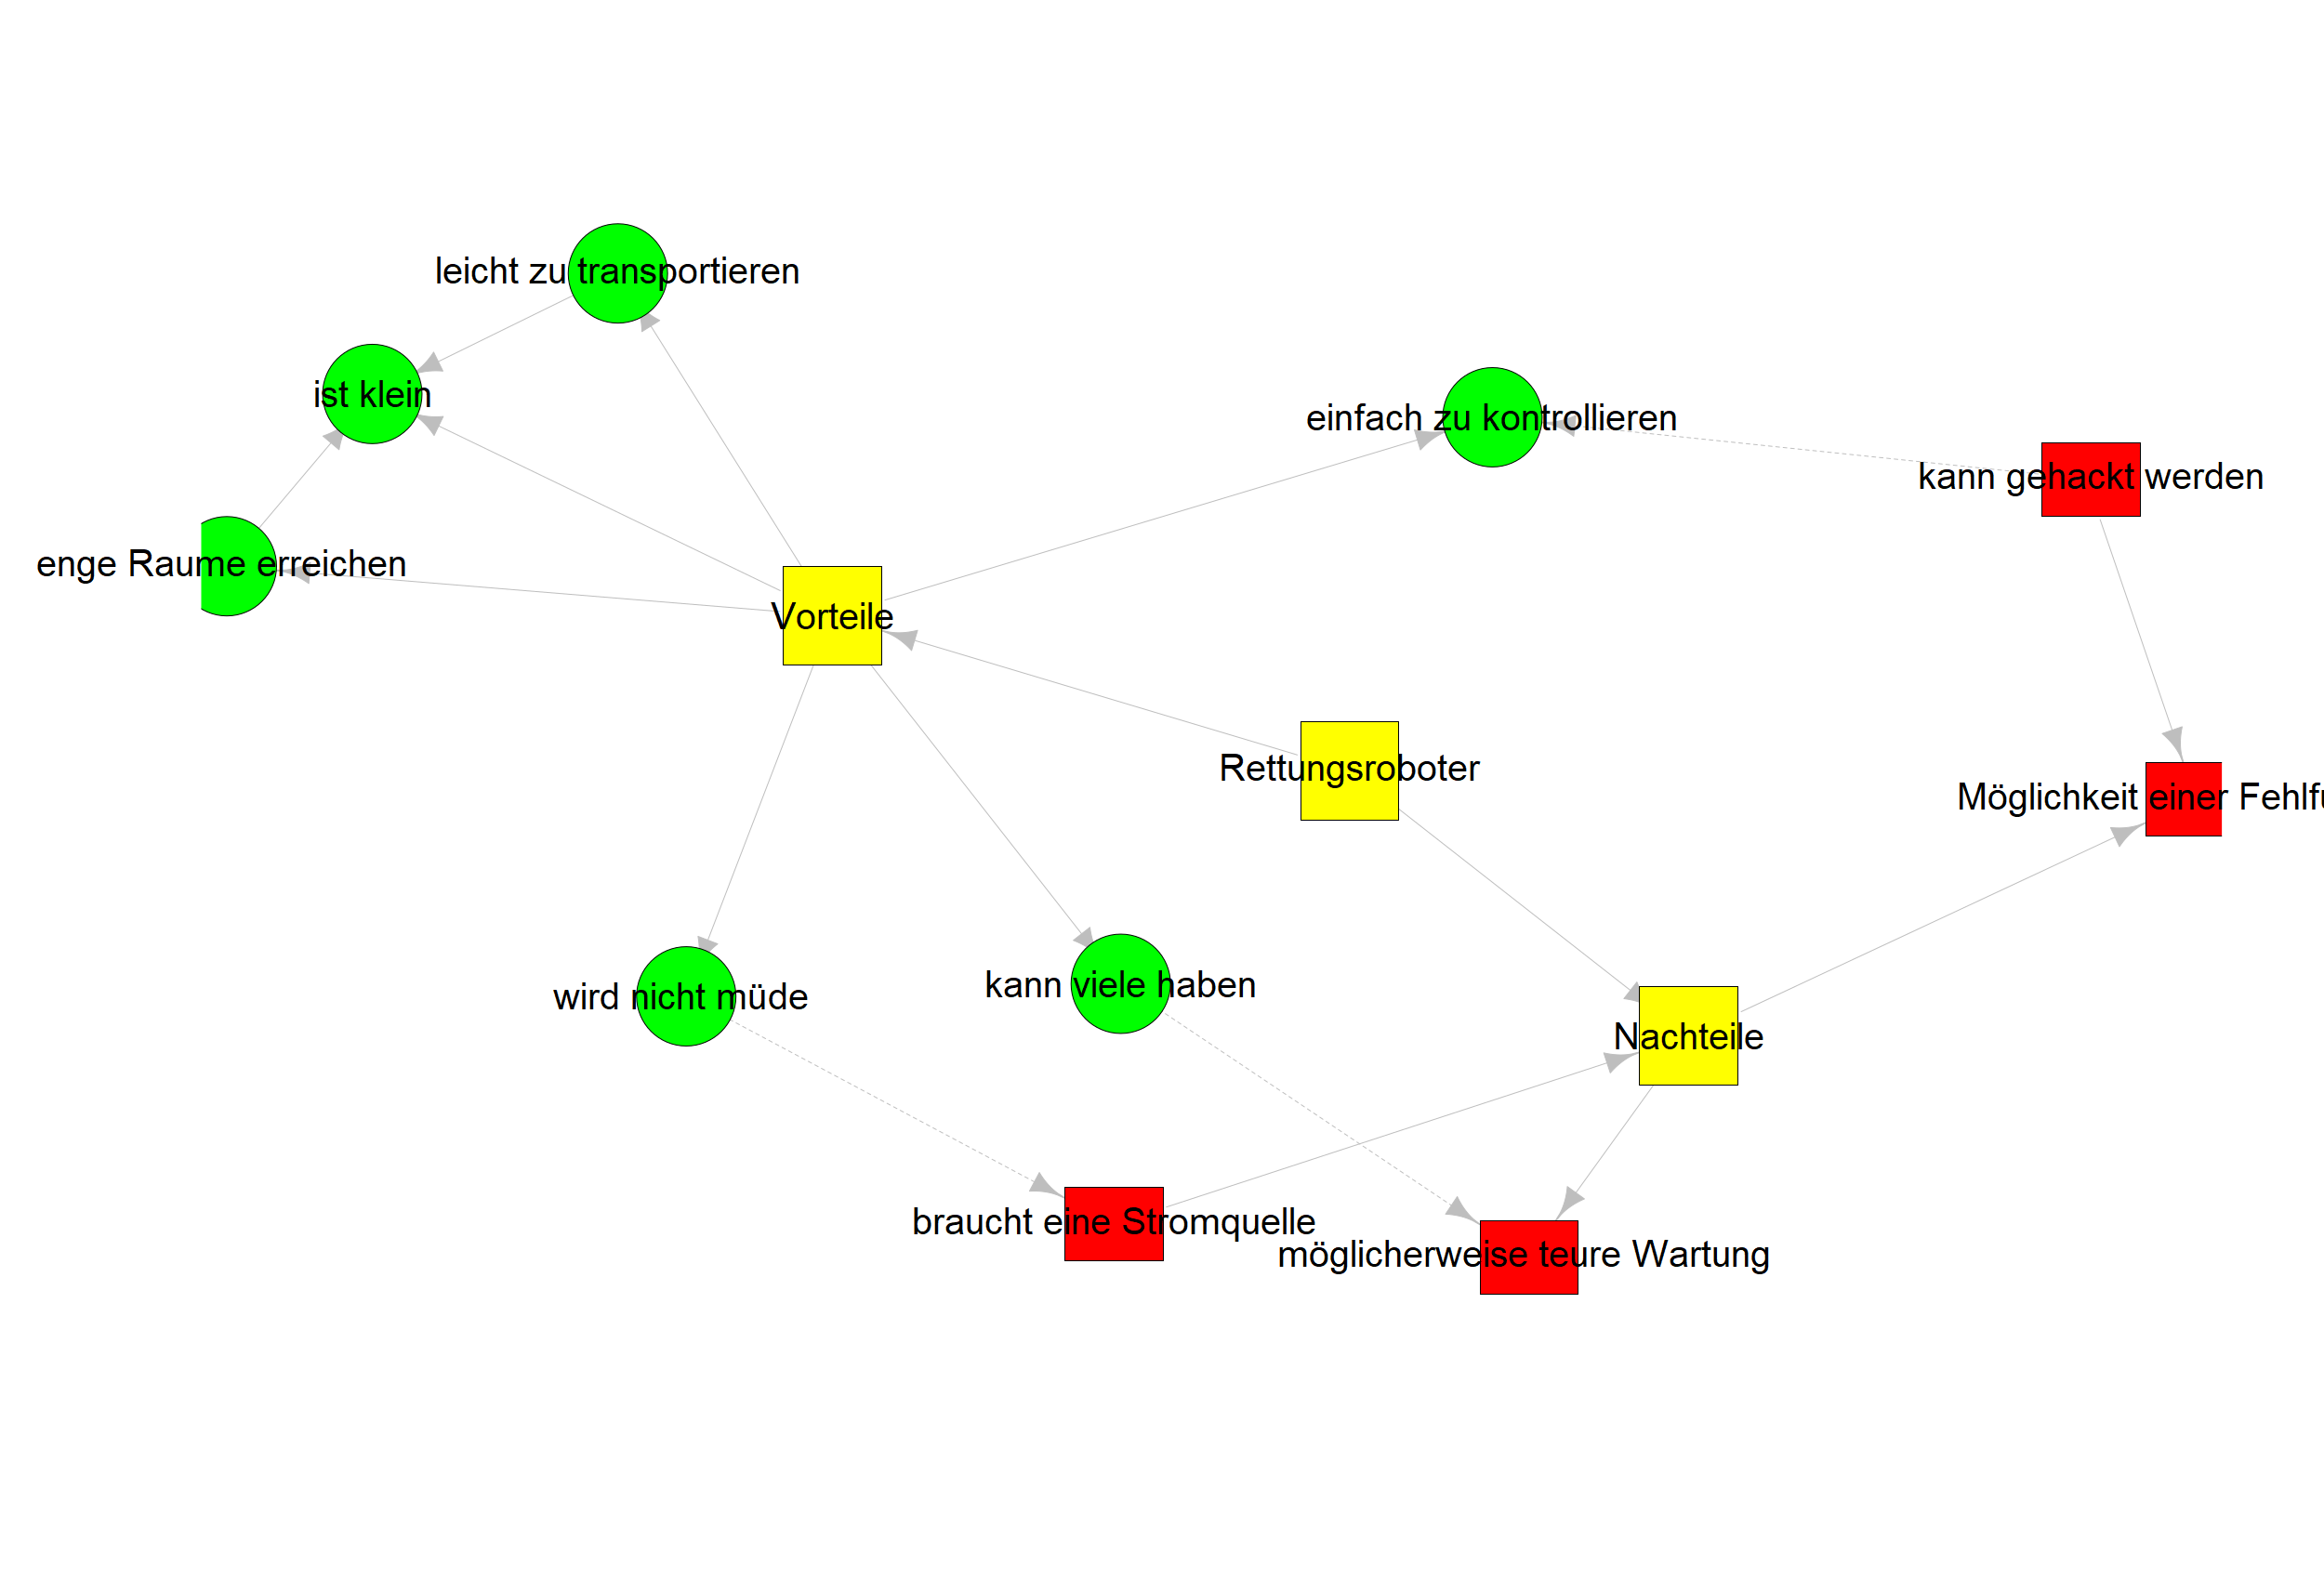 leicht zu transportieren
ist klein
einfach zu kontrollieren
kann gehackt werden
enge Raume erreichen
Vorteile
Rettungsroboter
Möglichkeit einer Fehlfu
wird nicht müde
kann viele haben
Nachteile
braucht eine Stromquelle
möglicherweise teure Wartung